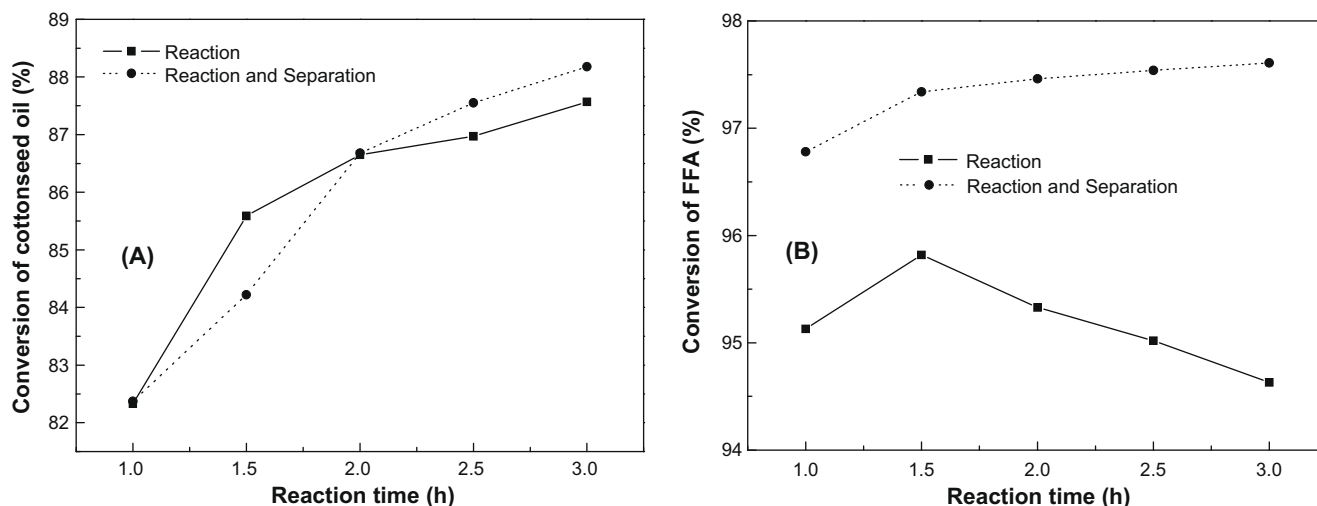 89
88
87
86
85
84
83
82
Conversion of cottonseed oil (%)
Reaction
Reaction and Separation
(A)
1.0 1.5 2.0 2.5 3.0
Reaction time (h)
98
97
96
95
94
Conversion of FFA (%)
Reaction
Reaction and Separation
(B)
1.0 1.5 2.0 2.5 3.0
Reaction time (h)